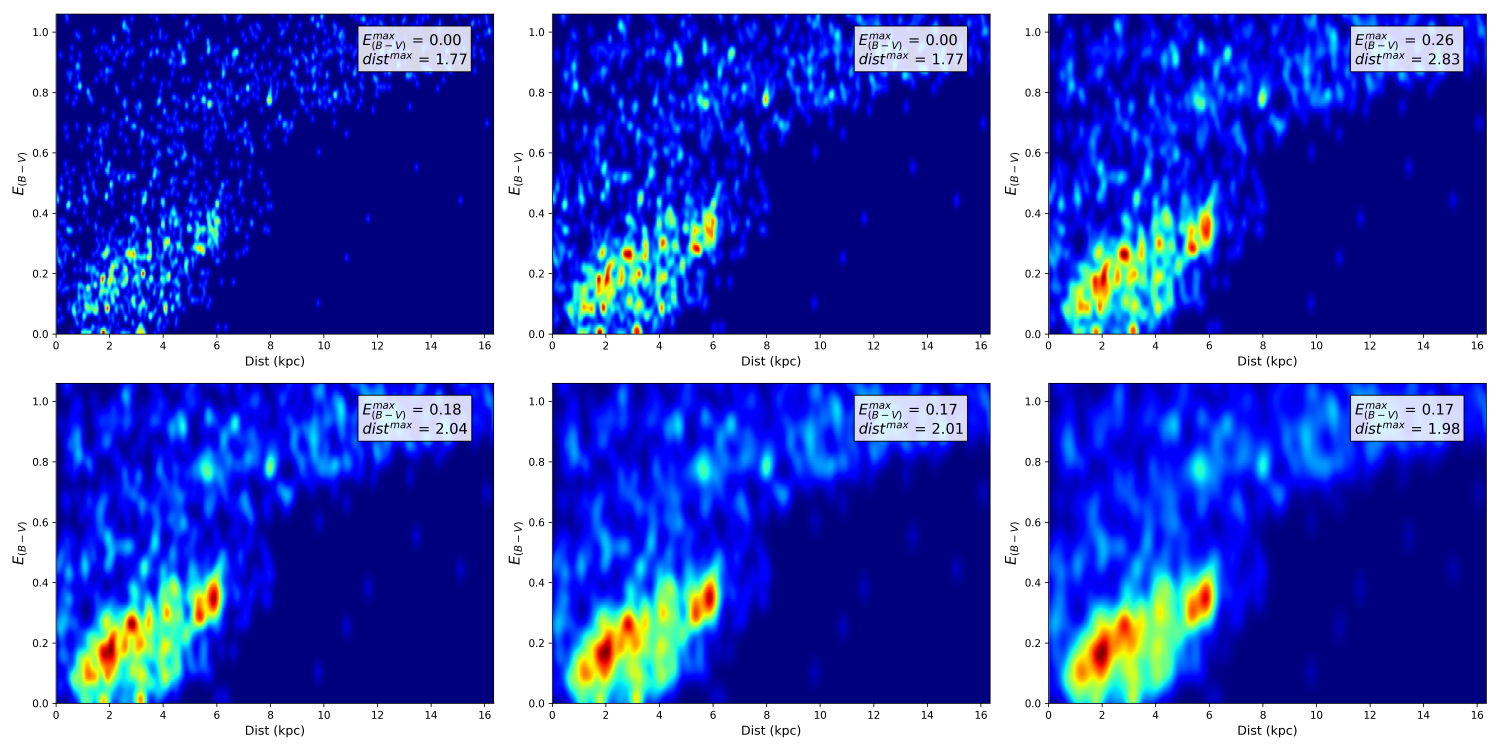 E^{max}_{(B-V)} = 0.00
dist^{max} = 1.77
1.0
0.8
0.6
0.4
0.2
0.0
E_{(B-V)}
0 2 4 6 8 10 12 14 16
Dist (kpc)
E^{max}_{(B-V)} = 0.00
dist^{max} = 1.77
1.0
0.8
0.6
0.4
0.2
0.0
E_{(B-V)}
0 2 4 6 8 10 12 14 16
Dist (kpc)
E^{max}_{(B-V)} = 0.26
dist^{max} = 2.83
1.0
0.8
0.6
0.4
0.2
0.0
E_{(B-V)}
0 2 4 6 8 10 12 14 16
Dist (kpc)
E^{max}_{(B-V)} = 0.18
dist^{max} = 2.04
1.0
0.8
0.6
0.4
0.2
0.0
E_{(B-V)}
0 2 4 6 8 10 12 14 16
Dist (kpc)
E^{max}_{(B-V)} = 0.17
dist^{max} = 2.01
1.0
0.8
0.6
0.4
0.2
0.0
E_{(B-V)}
0 2 4 6 8 10 12 14 16
Dist (kpc)
E^{max}_{(B-V)} = 0.17
dist^{max} = 1.98
1.0
0.8
0.6
0.4
0.2
0.0
E_{(B-V)}
0 2 4 6 8 10 12 14 16
Dist (kpc)